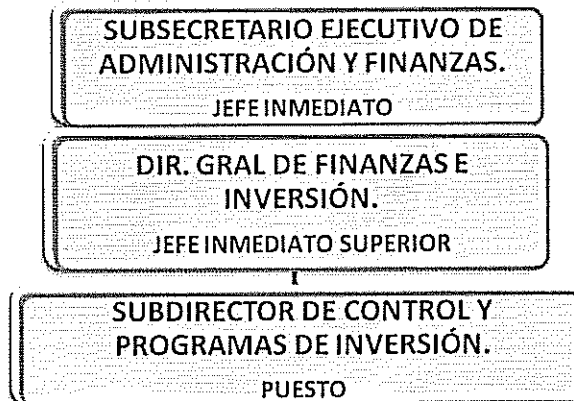 SUBSECRETARIO EJECUTIVO DE
ADMINISTRACIÓN Y FINANZAS.
JEFE INMEDIATO
DIR. GRAL DE FINANZAS E
INVERSIÓN.
JEFE INMEDIATO SUPERIOR
SUBDIRECTOR DE CONTROL Y
PROGRAMAS DE INVERSIÓN.
PUESTO